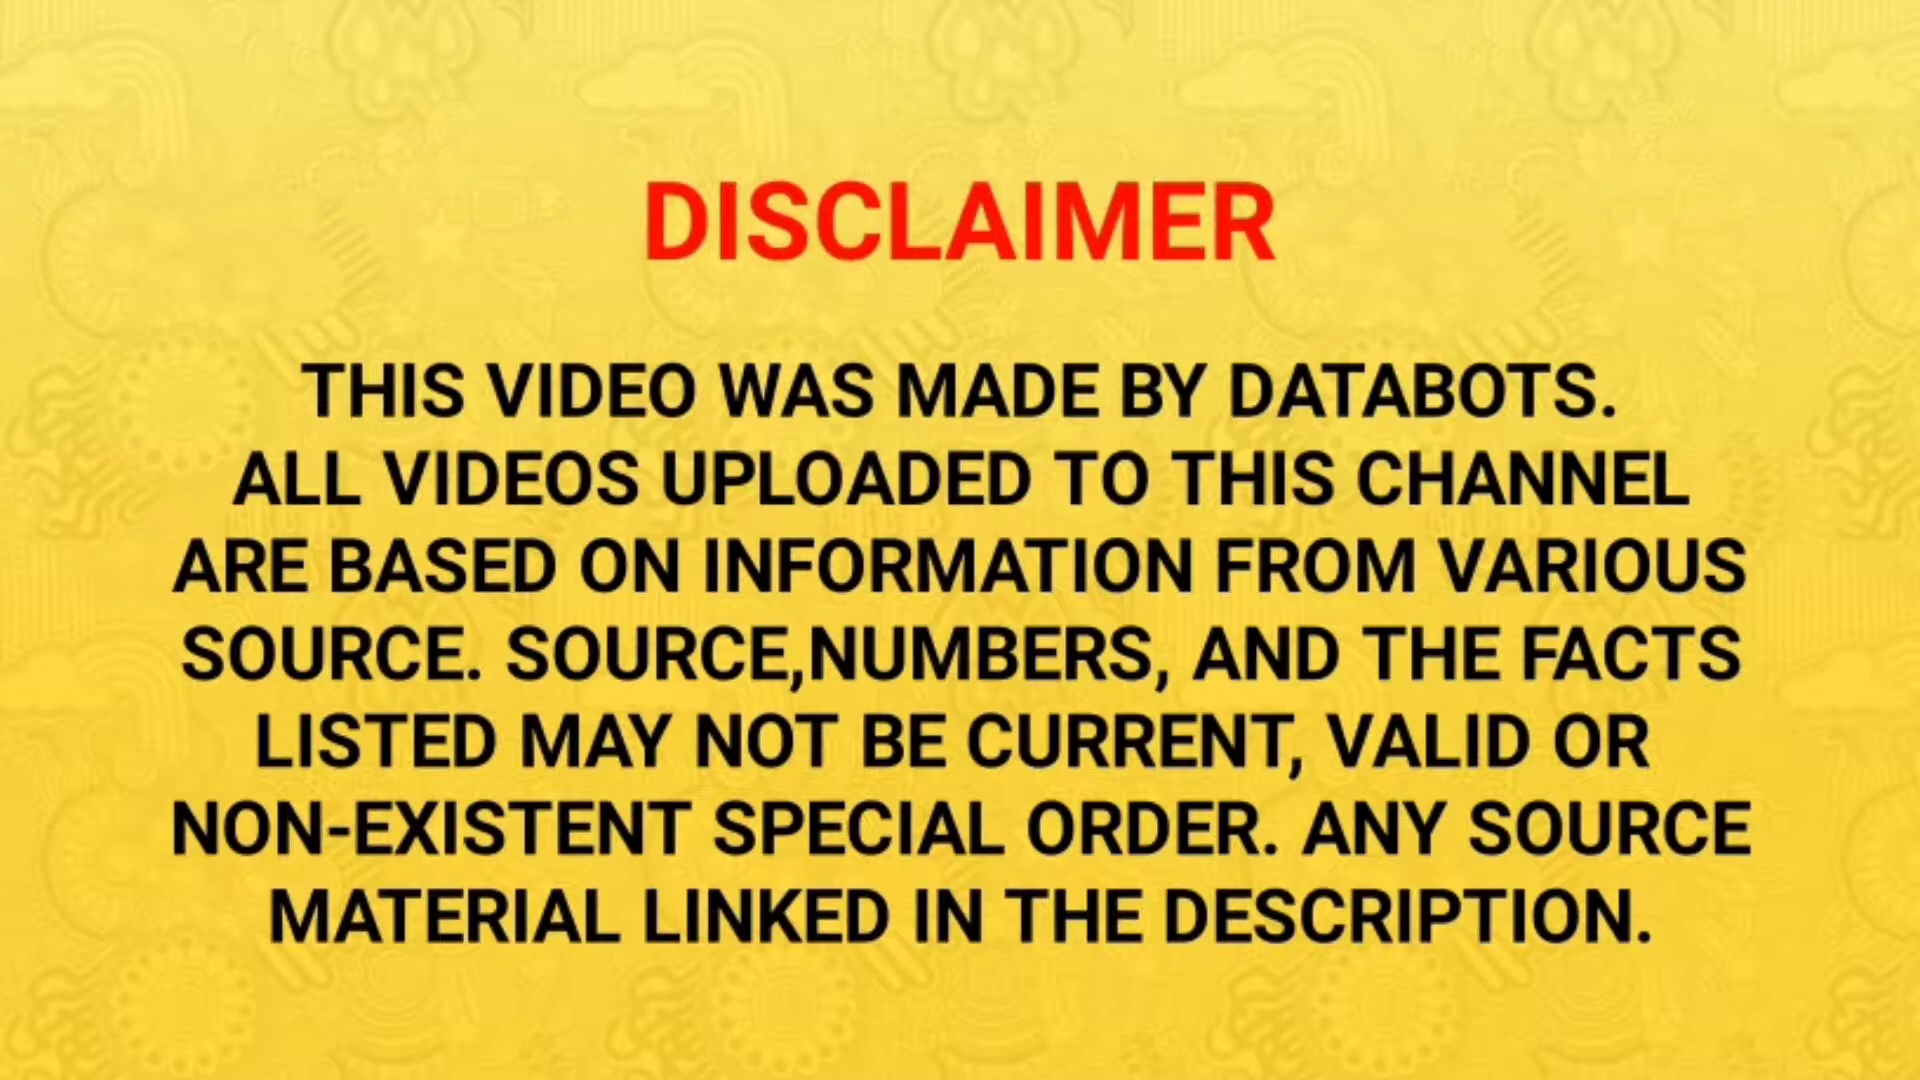 DISCLAIMER
THIS VIDEO WAS MADE BY DATABOTS.
ALL VIDEOS UPLOADED TO THIS CHANNEL
ARE BASED ON INFORMATION FROM VARIOUS
SOURCE. SOURCE,NUMBERS, AND THE FACTS
LISTED MAY NOT BE CURRENT, VALID OR
NON-EXISTENT SPECIAL ORDER. ANY SOURCE
MATERIAL LINKED IN THE DESCRIPTION.